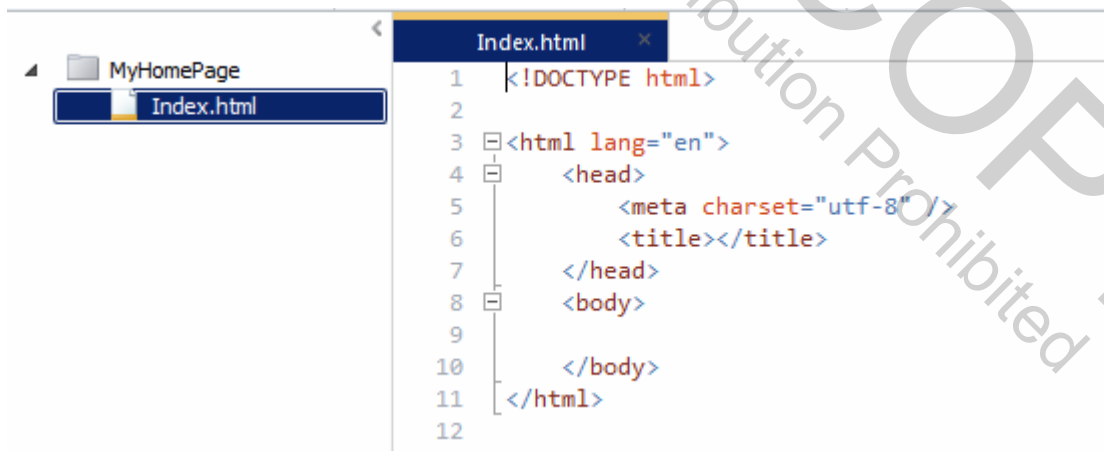 MyHomePage
Index.html
Index.html ×
1 <!DOCTYPE html>
2
3 <html lang="en">
4 <head>
5 <meta charset="utf-8" />
6 <title></title>
7 </head>
8 <body>
9
10 </body>
11 </html>
12
Prohibited